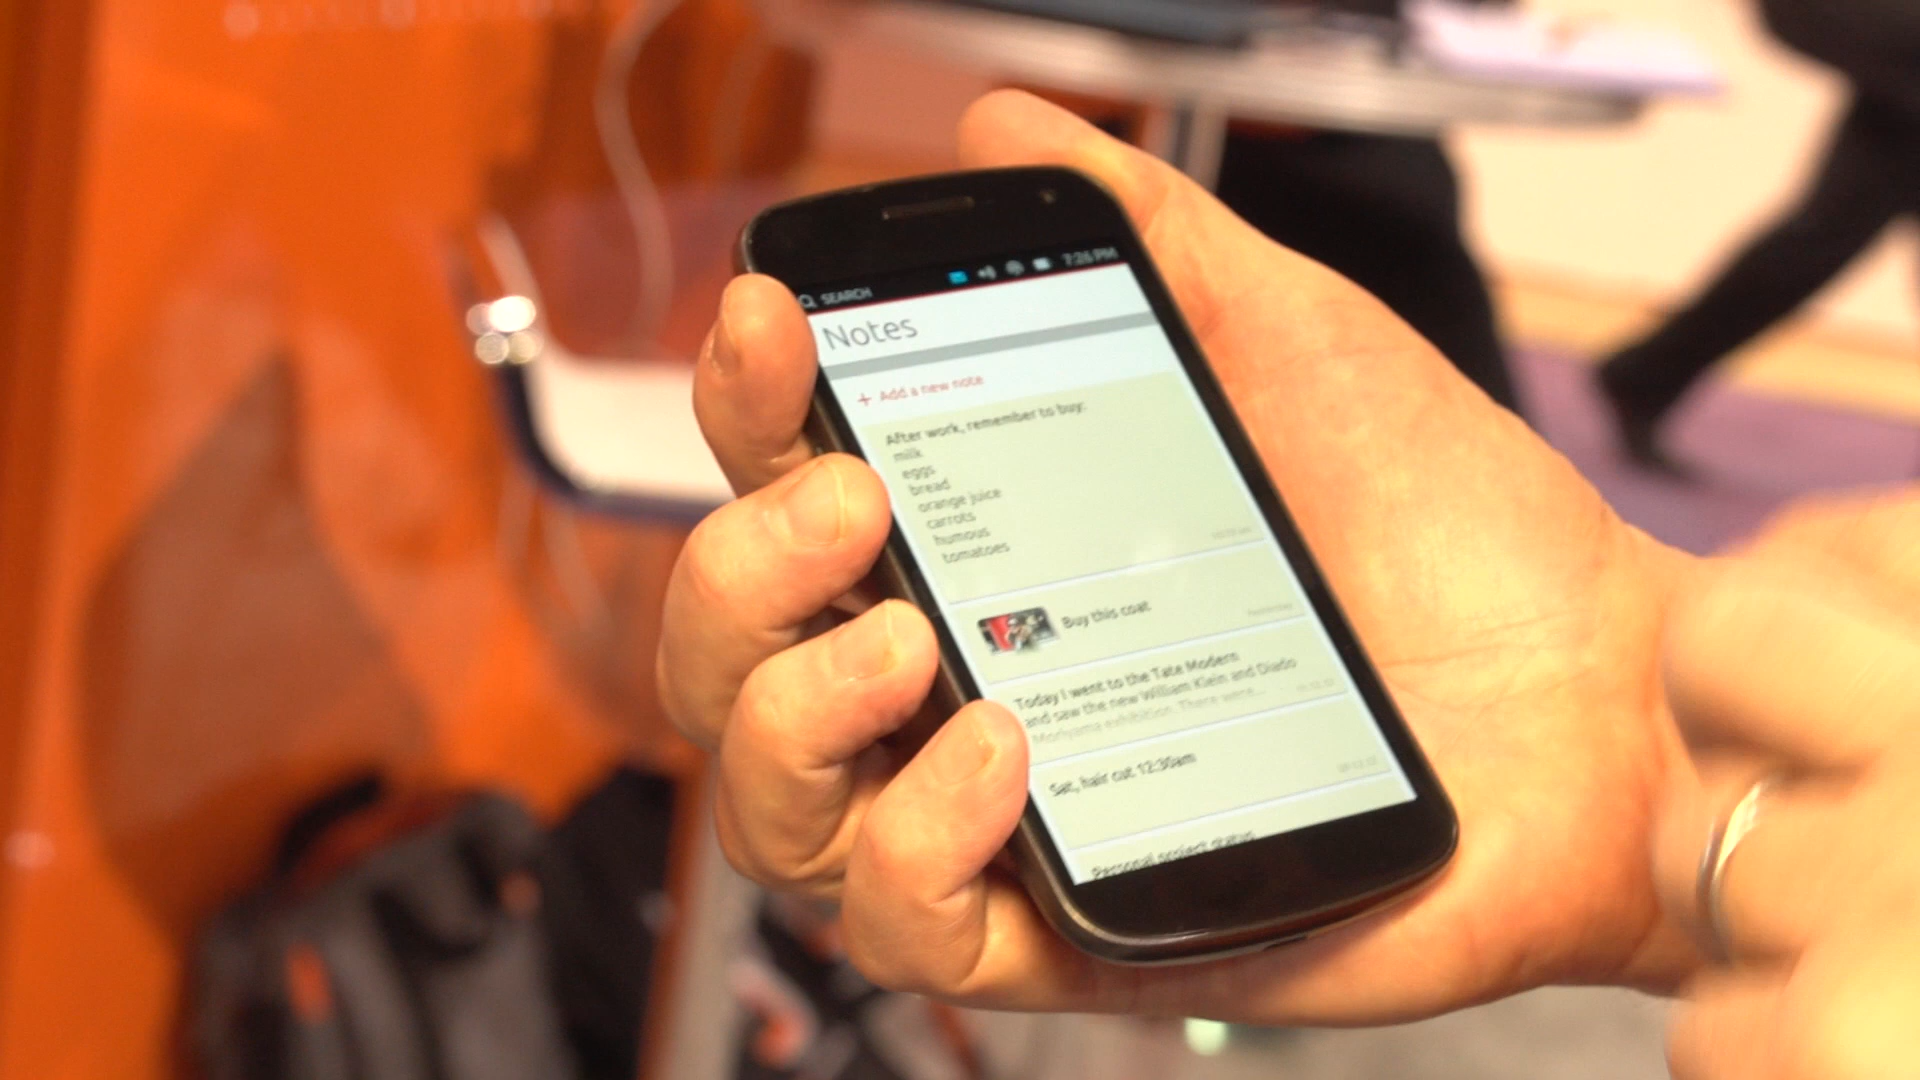 SEARCH
7:26 PM
Notes
+ Add a new note
After work, remember to buy:
milk
eggs
bread
orange juice
carrots
humous
tomatoes
Buy this coat
Yesterday
Today I went to the Tate Modern
and saw the new William Klein and Diado
Moriyama exhibition. There were...
Sat, hair cut 12:30am
Personal project status